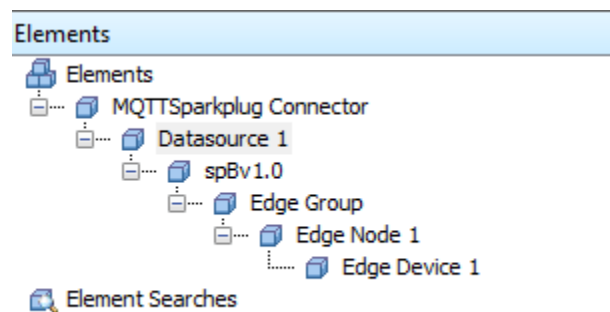 Elements
Elements
MQTTSparkplug Connector
Datasource 1
spBv1.0
Edge Group
Edge Node 1
Edge Device 1
Element Searches